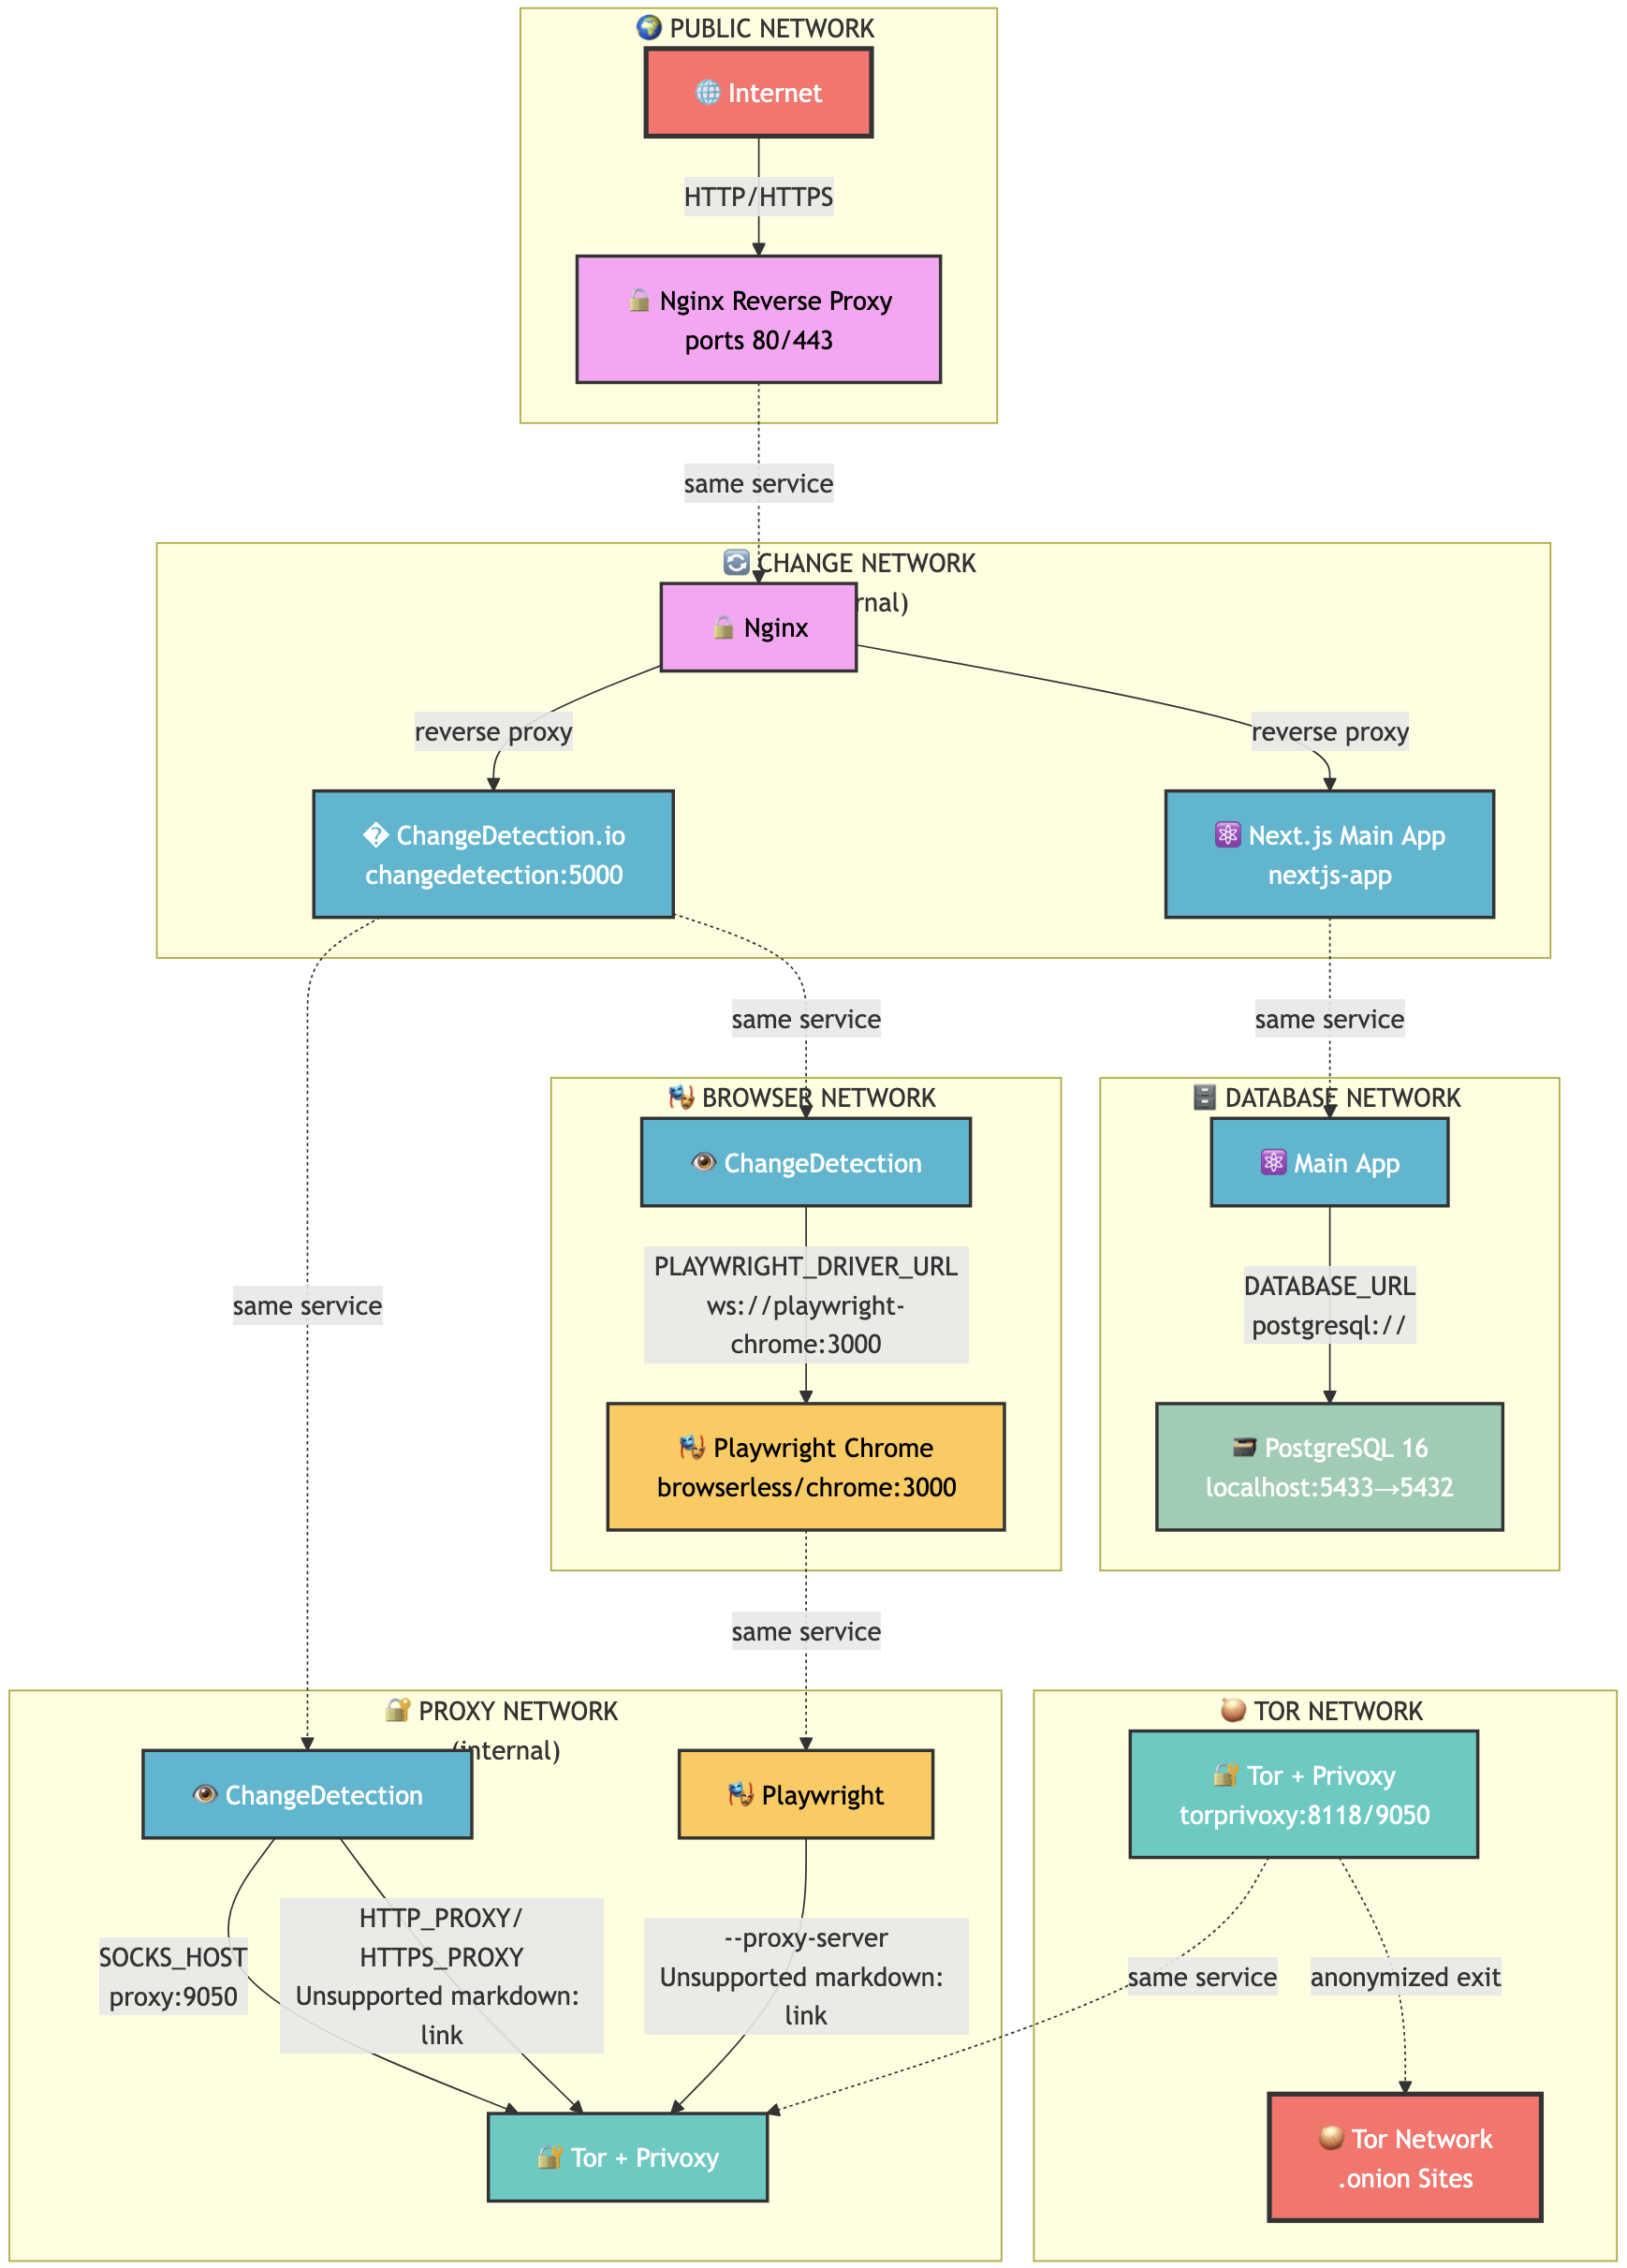 🌍 PUBLIC NETWORK
🌐 Internet
HTTP/HTTPS
🔒 Nginx Reverse Proxy
ports 80/443
same service
🔄 CHANGE NETWORK
rnal)
🔒 Nginx
reverse proxy
reverse proxy
� ChangeDetection.io
changedetection:5000
⚛️ Next.js Main App
nextjs-app
same service
same service
same service
🎭 BROWSER NETWORK
👁️ ChangeDetection
PLAYWRIGHT_DRIVER_URL
ws://playwright-
chrome:3000
🎭 Playwright Chrome
browserless/chrome:3000
🗄️ DATABASE NETWORK
⚛️ Main App
DATABASE_URL
postgresql://
🗃️ PostgreSQL 16
localhost:5433→5432
same service
🔐 PROXY NETWORK
(internal)
👁️ ChangeDetection
🎭 Playwright
SOCKS_HOST
proxy:9050
HTTP_PROXY/
HTTPS_PROXY
Unsupported markdown:
link
--proxy-server
Unsupported markdown:
link
🔐 Tor + Privoxy
🧅 TOR NETWORK
🔐 Tor + Privoxy
torprivoxy:8118/9050
same service
anonymized exit
🧅 Tor Network
.onion Sites